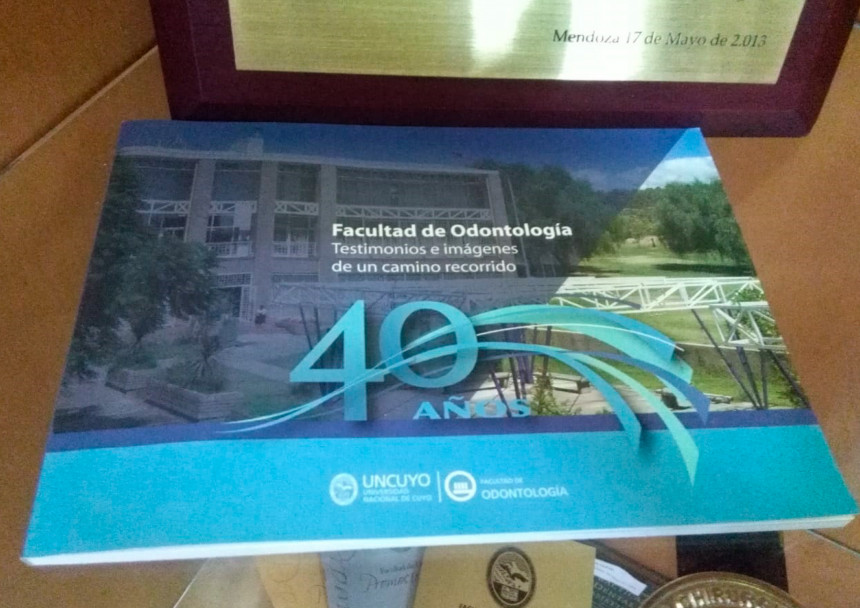 Mendoza 17 de Mayo de 2.013
Facultad de Odontología
Testimonios e imágenes
de un camino recorrido
40
AÑOS
UNCUYO
UNIVERSIDAD
NACIONAL DE CUYO
FACULTAD DE
ODONTOLOGÍA